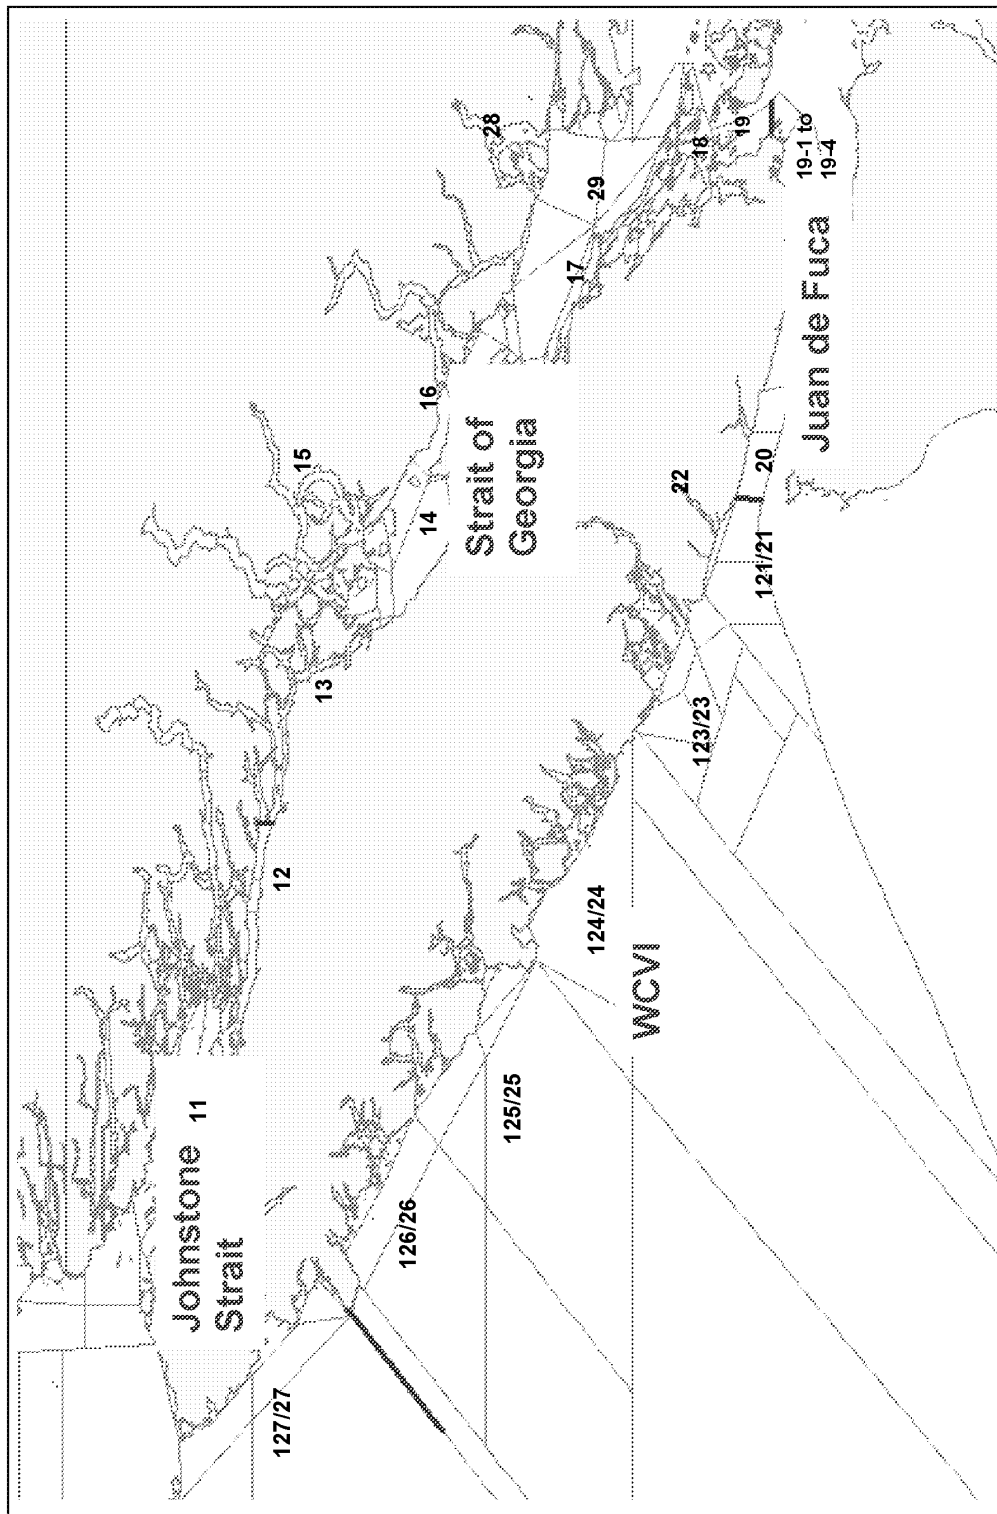 Johnstone
Strait
11
12
13
15
16
28
14
Strait of
Georgia
17
29
18
19
19-1 to
19-4
127/27
126/26
125/25
124/24
WCVI
123/23
22
121/21
20
Juan de Fuca